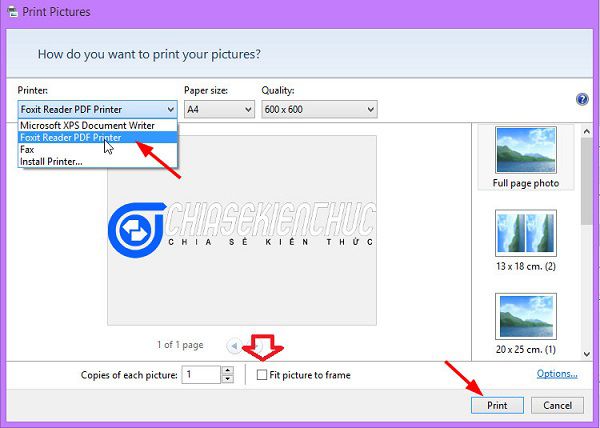 Print Pictures
How do you want to print your pictures?
Printer: Paper size: Quality:
Foxit Reader PDF Printer A4 600 x 600
Microsoft XPS Document Writer
Foxit Reader PDF Printer
Fax
Install Printer...
Full page photo
CHIASEKIENTHUC
CHIA SẺ KIẾN THỨC
13 x 18 cm. (2)
1 of 1 page
20 x 25 cm. (1)
Copies of each picture: 1 Fit picture to frame Options...
Print Cancel